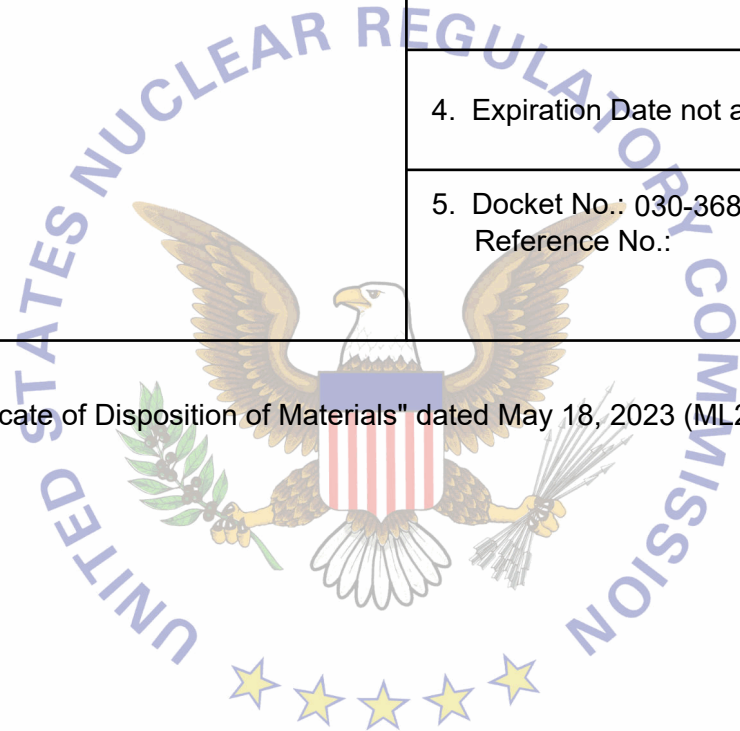 UNITED STATES NUCLEAR REGULATORY COMMISSION
4. Expiration Date not a
5. Docket No.: 030-368
Reference No.:
cate of Disposition of Materials" dated May 18, 2023 (ML2